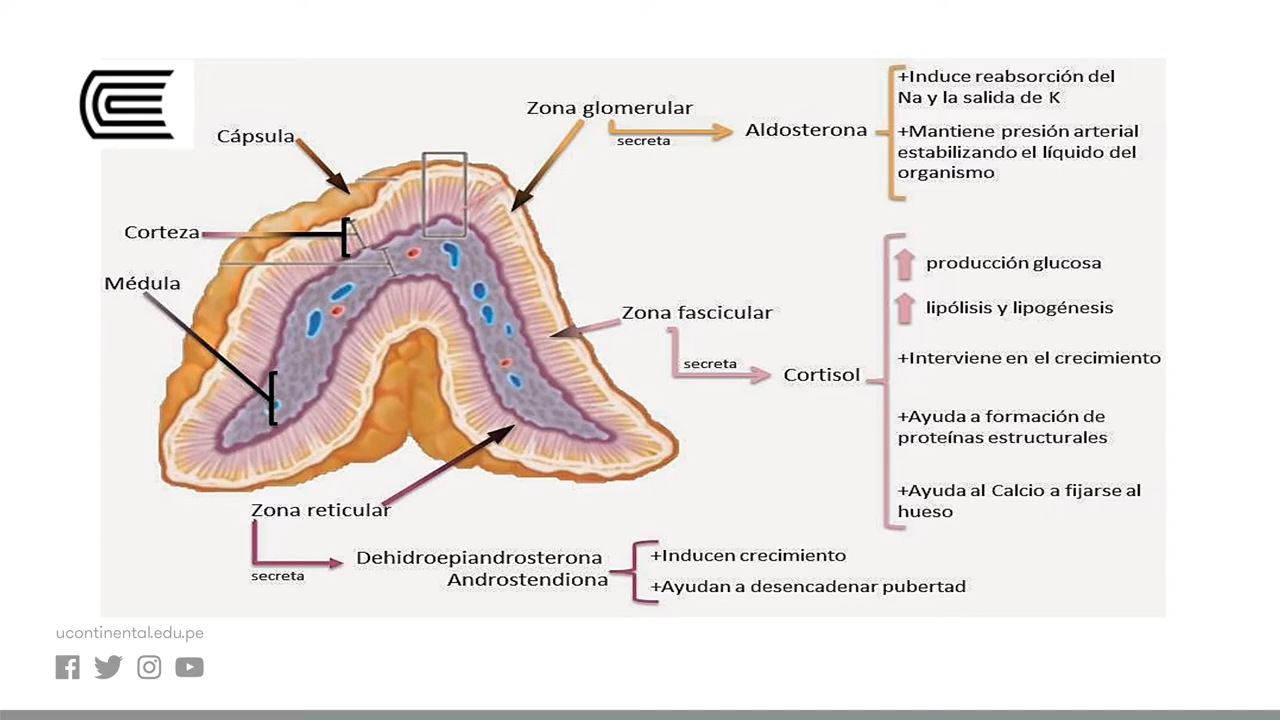 Cápsula
Corteza
Médula
Zona glomerular
secreta
Aldosterona
+Induce reabsorción del
Na y la salida de K
+Mantiene presión arterial
estabilizando el líquido del
organismo
Zona fascicular
secreta
Cortisol
producción glucosa
lipólisis y lipogénesis
+Interviene en el crecimiento
+Ayuda a formación de
proteínas estructurales
+Ayuda al Calcio a fijarse al
hueso
Zona reticular
secreta
Dehidroepiandrosterona
Androstendiona
+Inducen crecimiento
+Ayudan a desencadenar pubertad
ucontinental.edu.pe